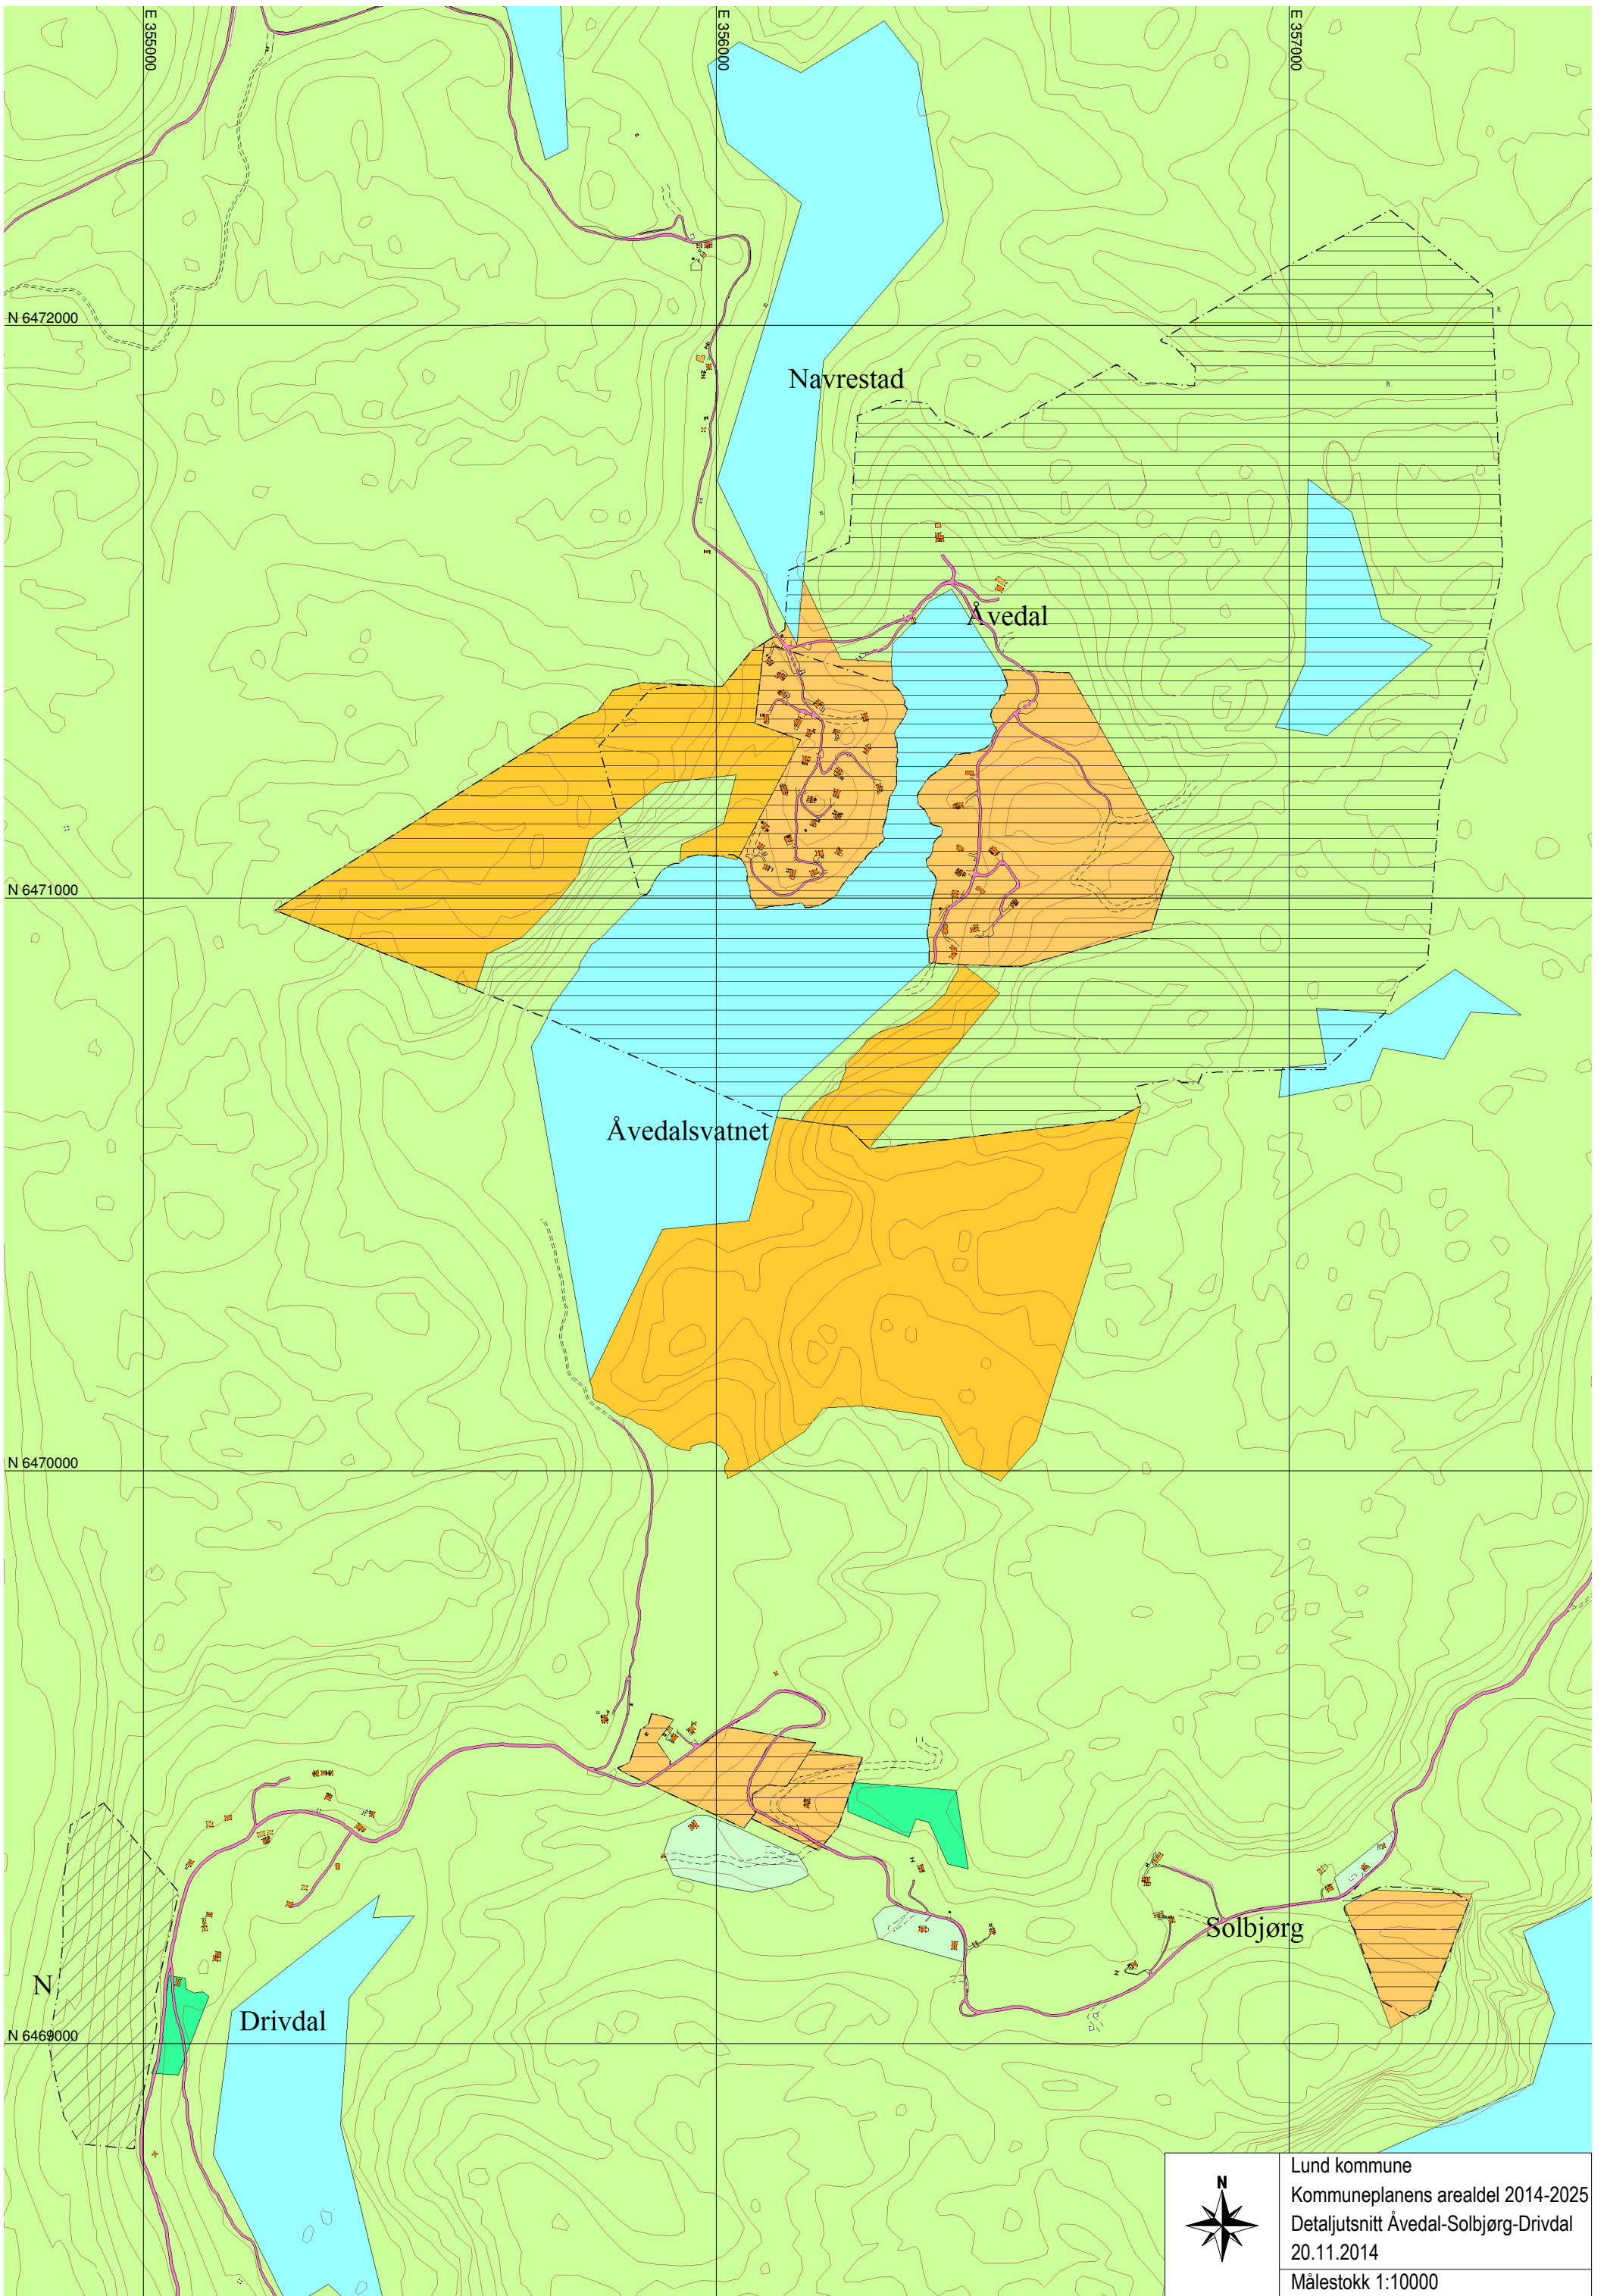 E 355000
E 356000
E 357000
N 6472000
Navrestad
Åvedal
N 6471000
Åvedalsvatnet
N 6470000
Solbjørg
N
Drivdal
N 6469000
N
Lund kommune
Kommuneplanens arealdel 2014-2025
Detaljutsnitt Åvedal-Solbjørg-Drivdal
20.11.2014
Målestokk 1:10000